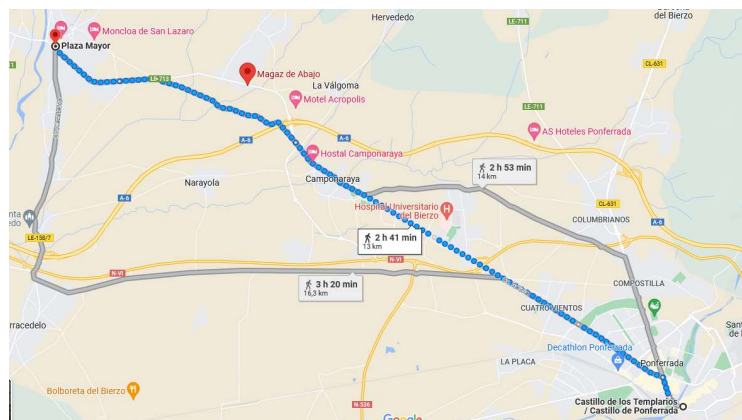 Hervededo
del Bierzo
LE-711
CL-631
Moncloa de San Lazaro
Plaza Mayor
LE-713
Magaz de Abajo
La Válgoma
LE-711
Motel Acropolis
CL-631
AS Hoteles Ponferrada
A-6
A-6
A-6
Hostal Camponaraya
2 h 53 min
14 km
Narayola
Camponaraya
A-6
Hospital Universitario
del Bierzo
CL-631
COLUMBRIANOS
LE-158/7
2 h 41 min
13 km
N-VI
N-VI
3 h 20 min
16,3 km
COMPOSTILLA
CUATROVIENTOS
Decathlon Ponferrada
LA PLACA
Ponferrada
Bolboreta del Bierzo
Castillo de los Templarios
/ Castillo de Ponferrada
N-536
Google